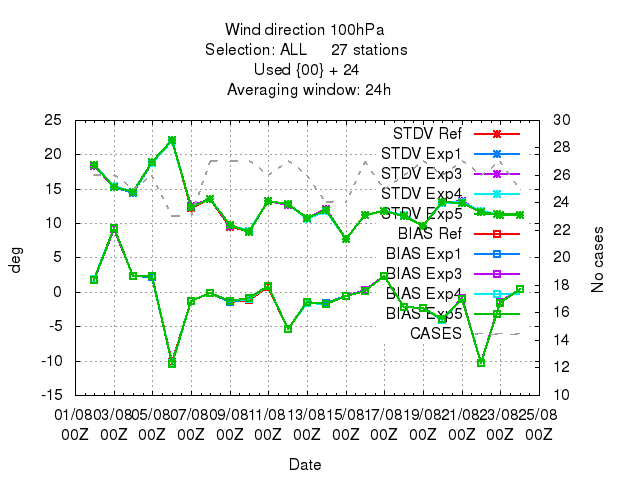 Wind direction 100hPa
Selection: ALL 27 stations
Used {00} + 24
Averaging window: 24h
deg
25
20
15
10
5
0
-5
-10
-15
30
28
26
24
22
20
18
16
14
12
10
No cases
STDV Ref
STDV Exp1
STDV Exp3
STDV Exp4
STDV Exp5
BIAS Ref
BIAS Exp1
BIAS Exp3
BIAS Exp4
BIAS Exp5
CASES
01/08 03/08 05/08 07/08 09/08 11/08 13/08 15/08 17/08 19/08 21/08 23/08 25/08
00Z 00Z 00Z 00Z 00Z 00Z 00Z 00Z 00Z 00Z 00Z 00Z 00Z
Date